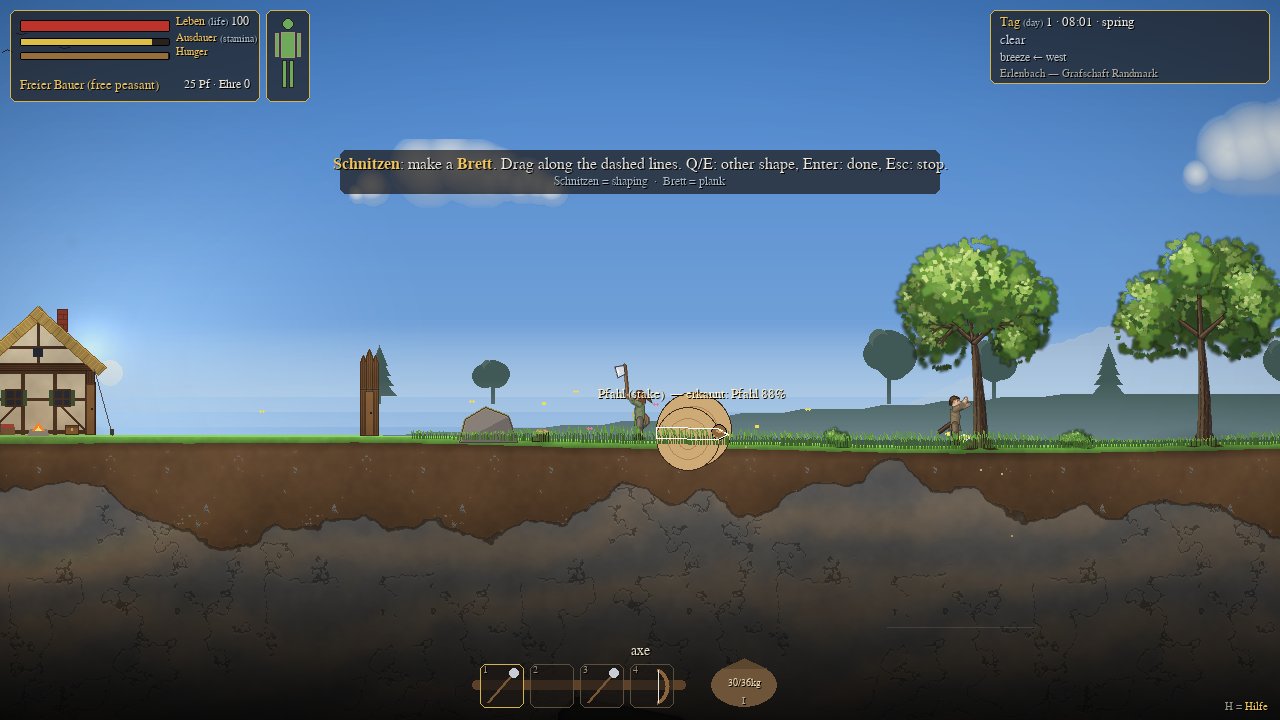 Leben (life) 100
Ausdauer (stamina)
Hunger
Freier Bauer (free peasant) 25 Pf · Ehre 0
Tag (day) 1 · 08:01 · spring
clear
breeze ← west
Erlenbach — Grafschaft Randmark
Schnitzen: make a Brett. Drag along the dashed lines. Q/E: other shape, Enter: done, Esc: stop.
Schnitzen = shaping · Brett = plank
Pfahl (stake) — erkannt: Pfahl 88%
axe
1 2 3 4
30/36kg
I
H = Hilfe